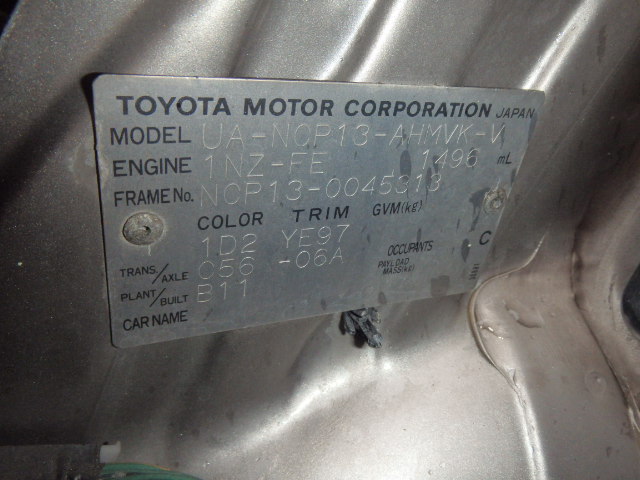 TOYOTA MOTOR CORPORATION JAPAN
MODEL UA-NCP13-AHMVK-V
ENGINE 1NZ-FE 1496 mL
FRAME No. NCP13-0045313
COLOR TRIM GVM(kg)
1D2 YE97
OCCUPANTS C
TRANS./AXLE C56 -06A
PAYLOAD MASS(kg)
PLANT/BUILT B11
CAR NAME